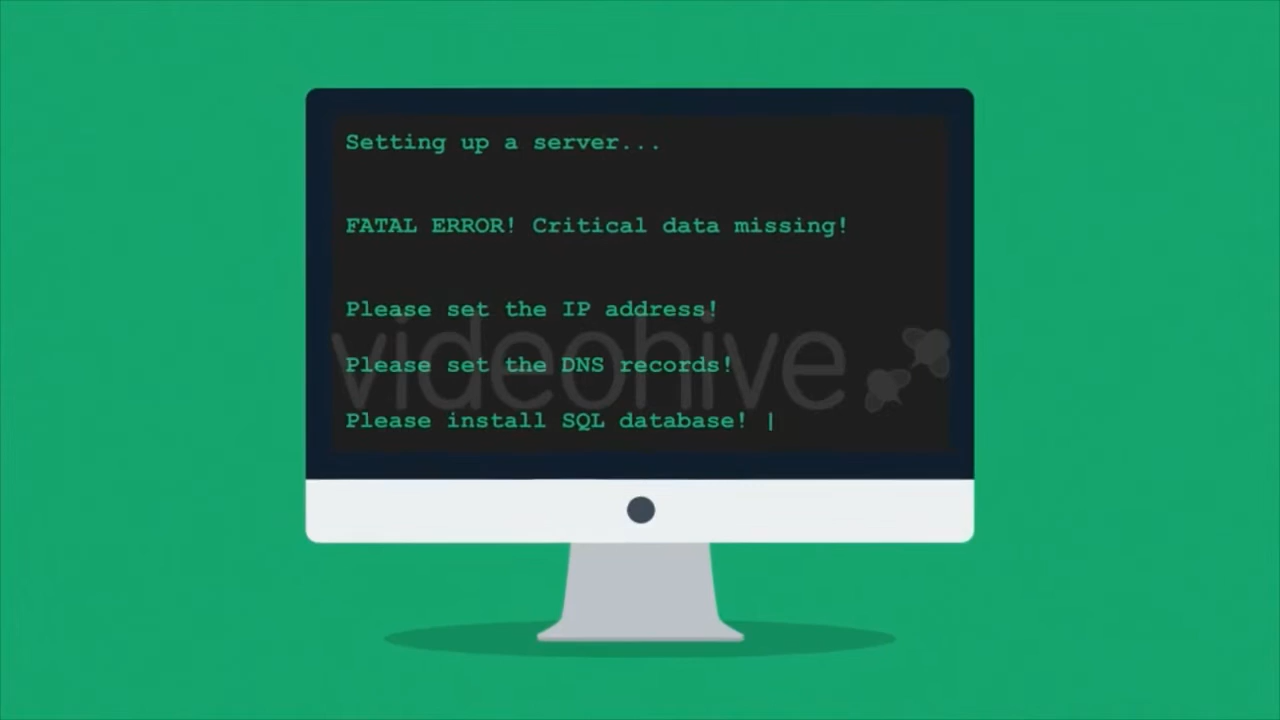 Setting up a server...
FATAL ERROR! Critical data missing!
Please set the IP address!
videohive
Please set the DNS records!
Please install SQL database! |